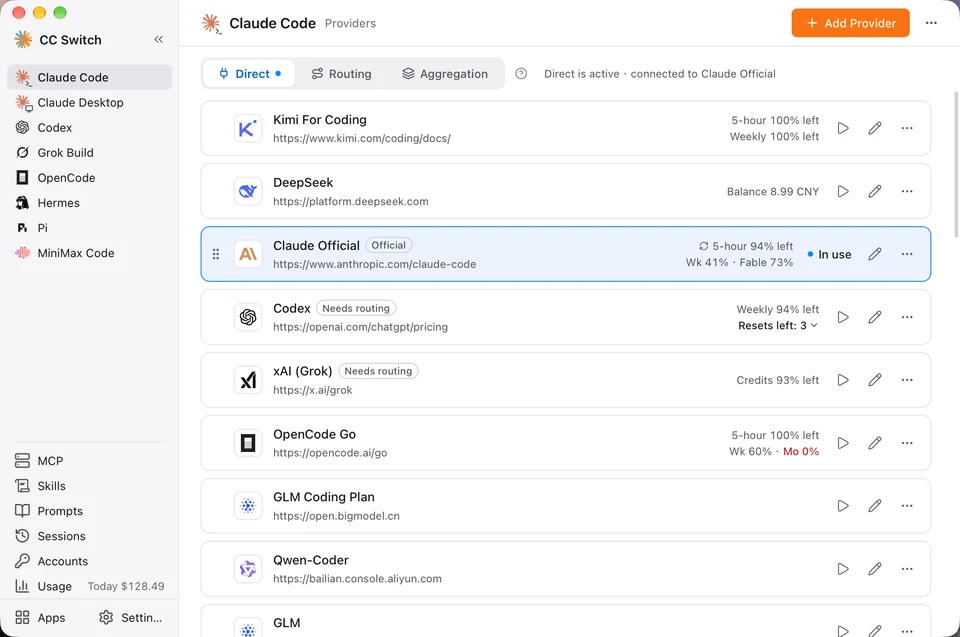 CC Switch
Claude Code
Claude Desktop
Codex
Grok Build
OpenCode
Hermes
Pi
MiniMax Code
MCP
Skills
Prompts
Sessions
Accounts
Usage Today $128.49
Apps Settin...
Claude Code Providers
+ Add Provider
Direct Routing Aggregation
Direct is active · connected to Claude Official
Kimi For Coding
https://www.kimi.com/coding/docs/
5-hour 100% left
Weekly 100% left
DeepSeek
https://platform.deepseek.com
Balance 8.99 CNY
Claude Official Official
https://www.anthropic.com/claude-code
5-hour 94% left
Wk 41% · Fable 73%
In use
Codex Needs routing
https://openai.com/chatgpt/pricing
Weekly 94% left
Resets left: 3
xAI (Grok) Needs routing
https://x.ai/grok
Credits 93% left
OpenCode Go
https://opencode.ai/go
5-hour 100% left
Wk 60% · Mo 0%
GLM Coding Plan
https://open.bigmodel.cn
Qwen-Coder
https://bailian.console.aliyun.com
GLM